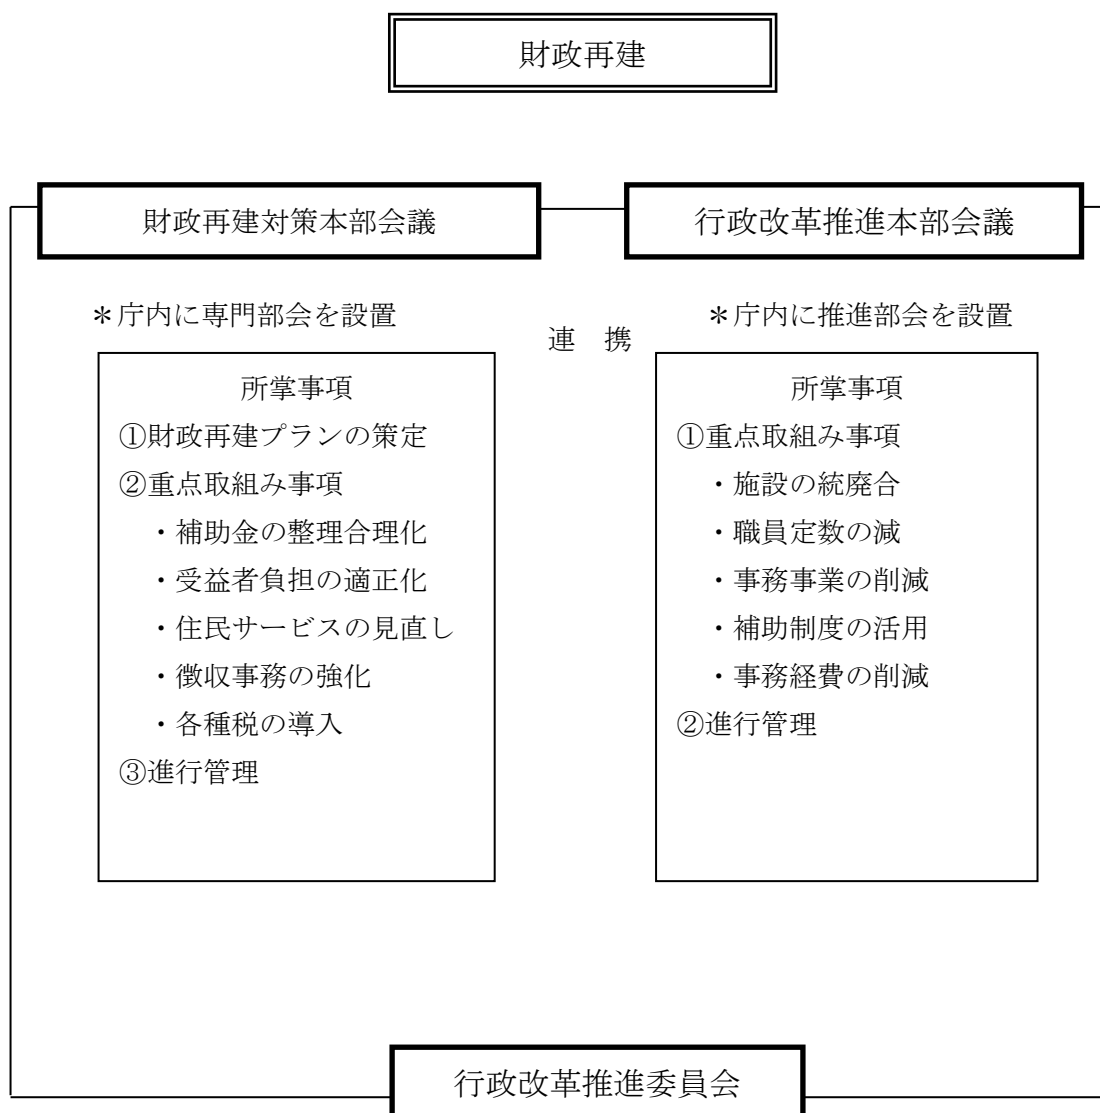 財政再建
財政再建対策本部会議
行政改革推進本部会議
＊庁内に専門部会を設置
＊庁内に推進部会を設置
連　携
所掌事項
①財政再建プランの策定
②重点取組み事項
・補助金の整理合理化
・受益者負担の適正化
・住民サービスの見直し
・徴収事務の強化
・各種税の導入
③進行管理
所掌事項
①重点取組み事項
・施設の統廃合
・職員定数の減
・事務事業の削減
・補助制度の活用
・事務経費の削減
②進行管理
行政改革推進委員会